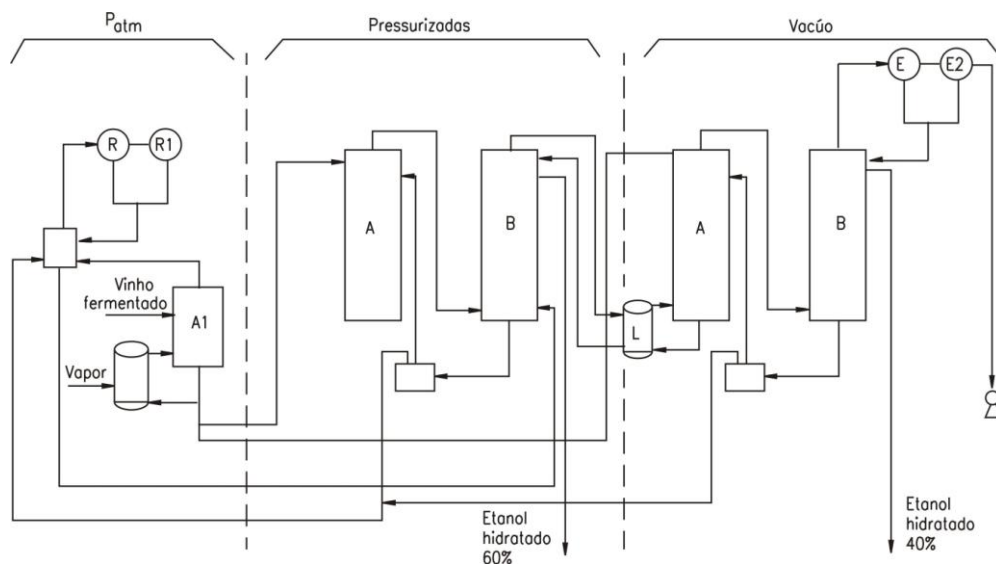 Patm
Pressurizadas
Vacúo
E
E2
R
R1
A
B
A
B
Vinho
fermentado
A1
L
Vapor
Etanol
hidratado
60%
Etanol
hidratado
40%